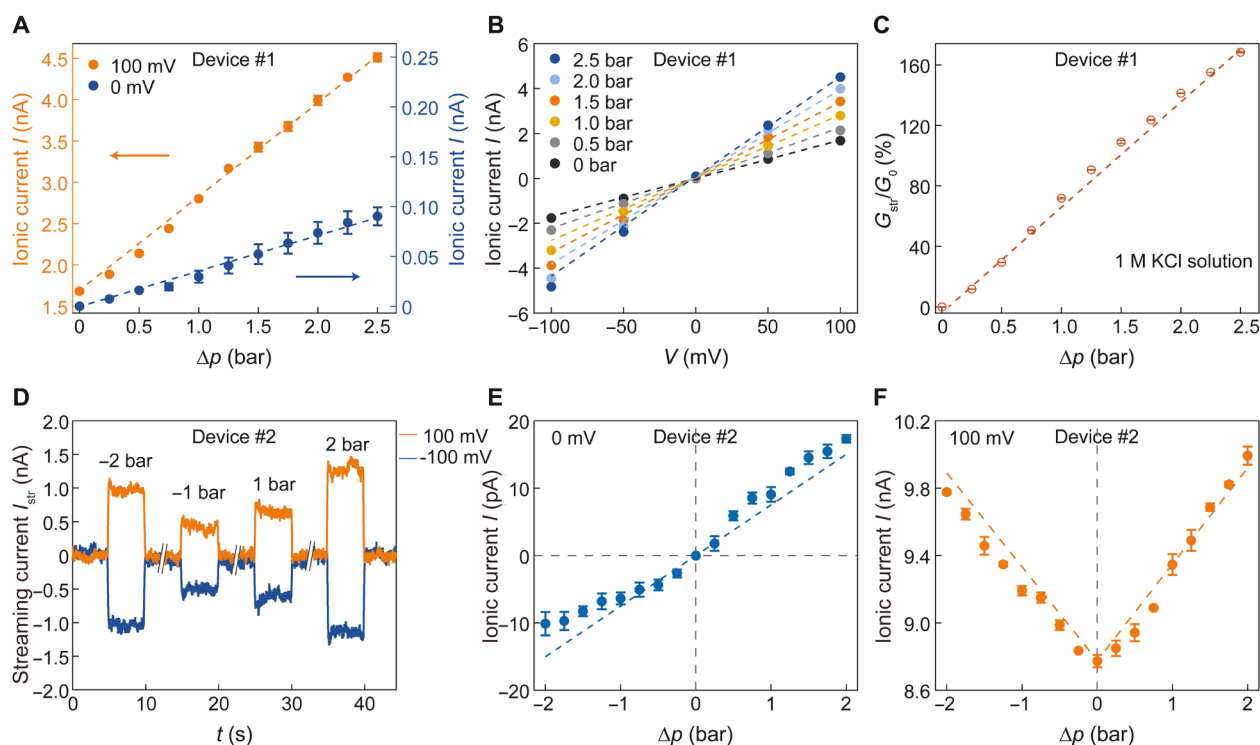 A
Device #1
100 mV
0 mV
Ionic current I (nA)
4.5
4.0
3.5
3.0
2.5
2.0
1.5
0.25
0.20
0.15
0.10
0.05
0
Ionic current I (nA)
0 0.5 1.0 1.5 2.0 2.5
Δp (bar)
B
Device #1
2.5 bar
2.0 bar
1.5 bar
1.0 bar
0.5 bar
0 bar
Ionic current I (nA)
6
4
2
0
−2
−4
−6
−100 −50 0 50 100
V (mV)
C
Device #1
1 M KCl solution
Gstr/G0 (%)
160
120
80
40
0
0 0.5 1.0 1.5 2.0 2.5
Δp (bar)
D
Device #2
100 mV
-100 mV
−2 bar
−1 bar
1 bar
2 bar
Streaming current Istr (nA)
2.0
1.5
1.0
0.5
0
−0.5
−1.0
−1.5
−2.0
0 10 20 30 40
t (s)
E
0 mV
Device #2
Ionic current I (pA)
20
10
0
−10
−20
−2 −1 0 1 2
Δp (bar)
F
100 mV
Device #2
Ionic current I (nA)
10.2
9.8
9.4
9.0
8.6
−2 −1 0 1 2
Δp (bar)